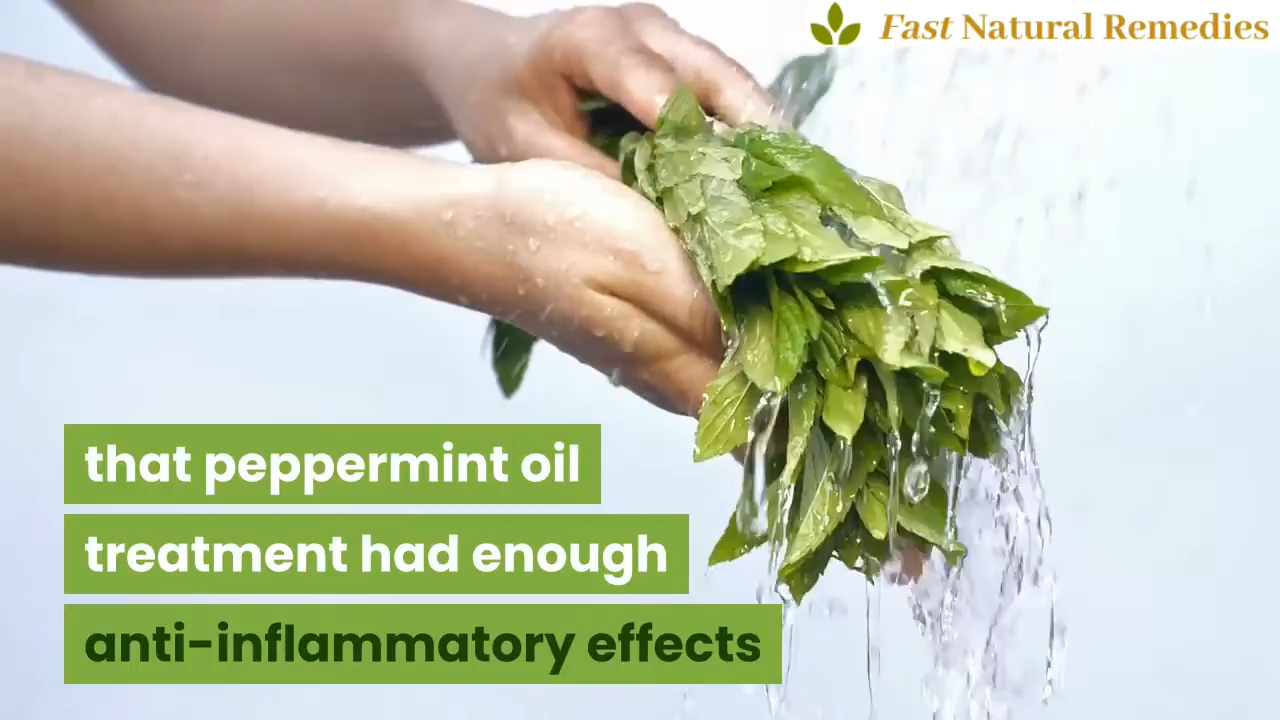 Fast Natural Remedies
that peppermint oil
treatment had enough
anti-inflammatory effects